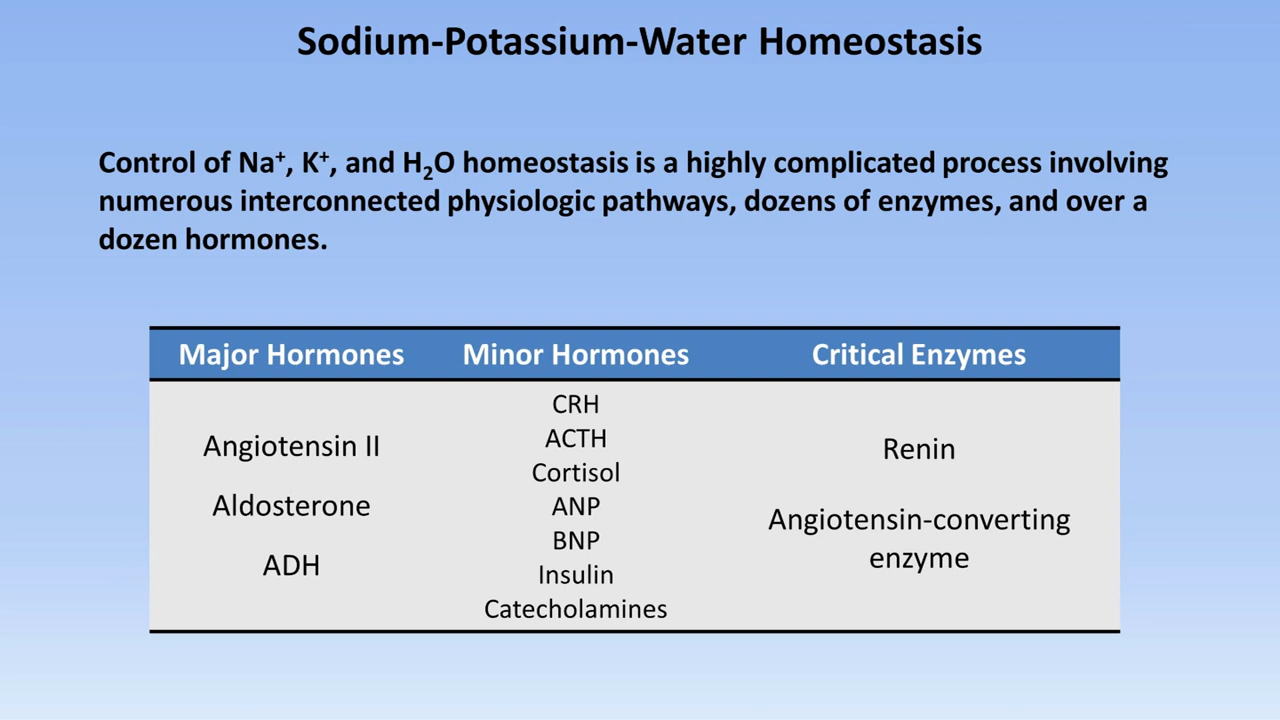 Sodium-Potassium-Water Homeostasis
Control of Na⁺, K⁺, and H₂O homeostasis is a highly complicated process involving
numerous interconnected physiologic pathways, dozens of enzymes, and over a
dozen hormones.
Major Hormones Minor Hormones Critical Enzymes
Angiotensin II
Aldosterone
ADH
CRH
ACTH
Cortisol
ANP
BNP
Insulin
Catecholamines
Renin
Angiotensin-converting
enzyme